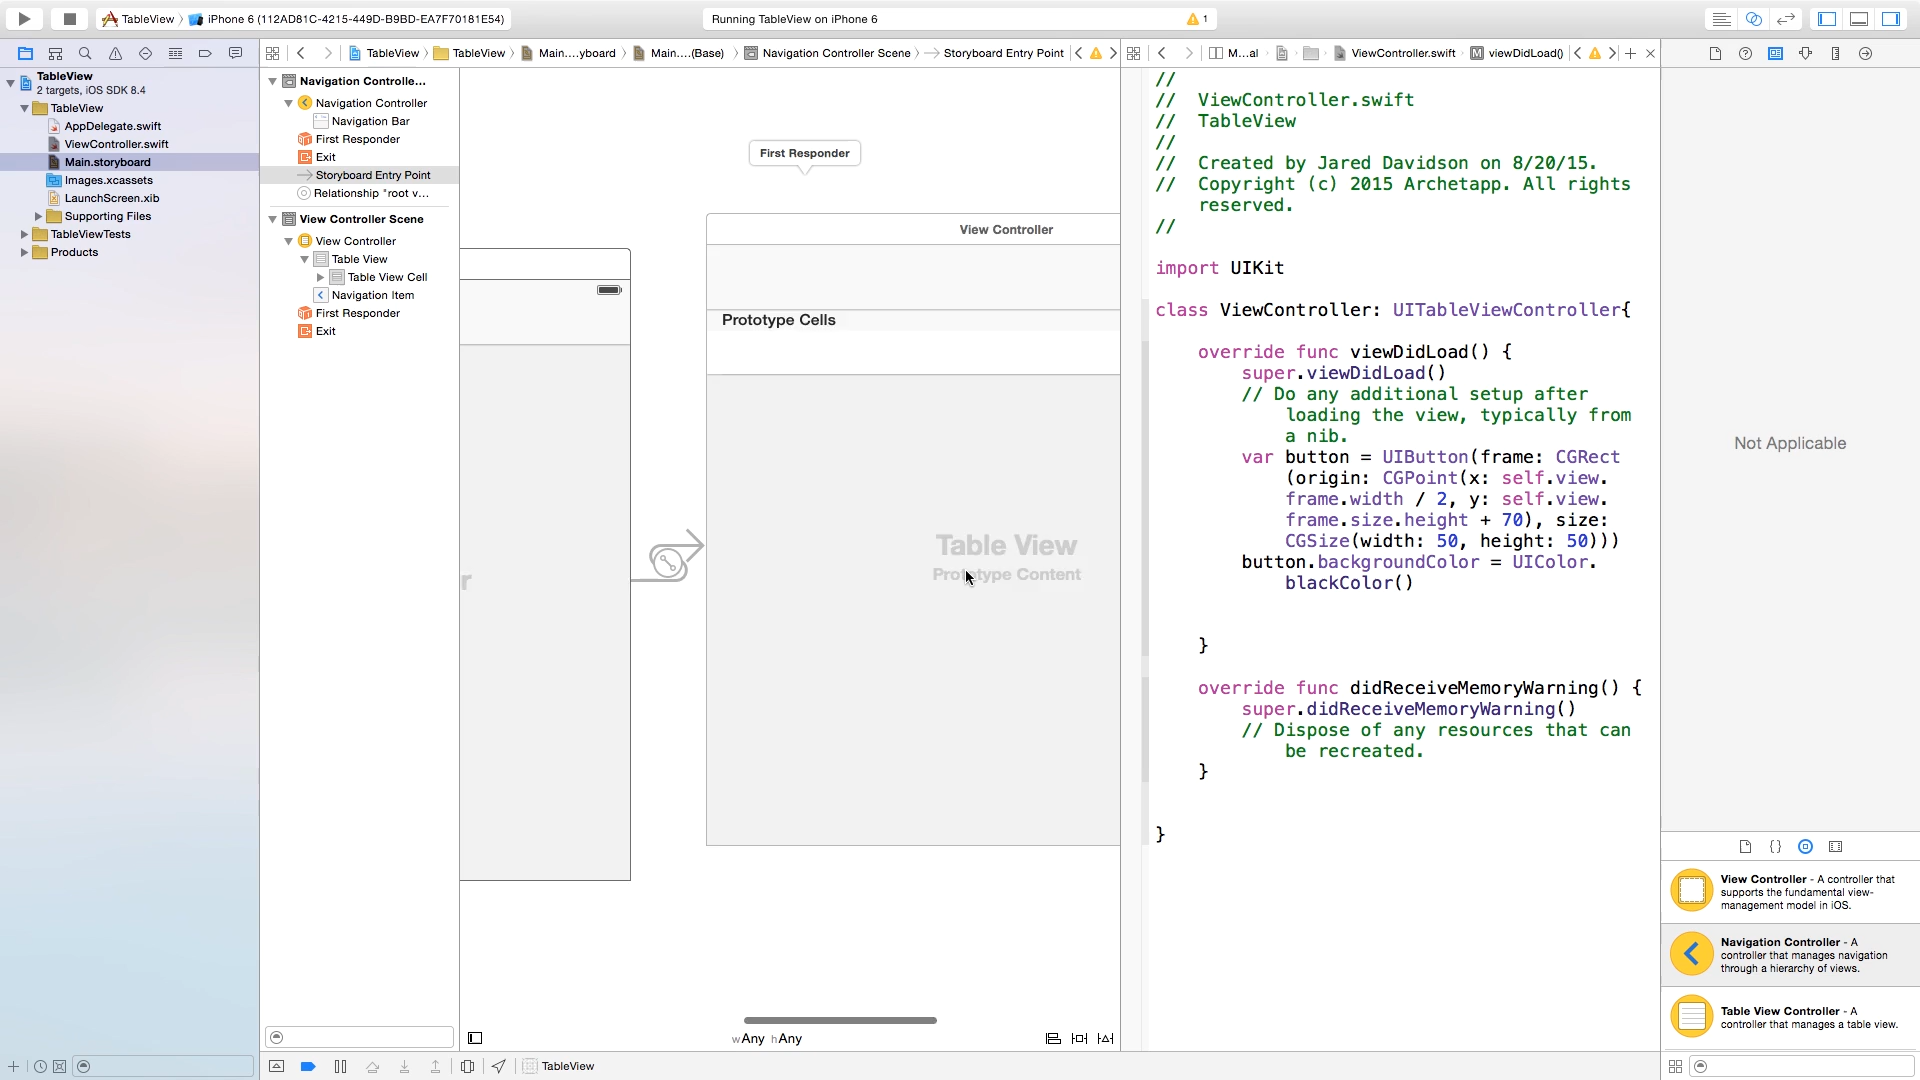 TableView
iPhone 6 (112AD81C-4215-449D-B9BD-EA7F70181E54)
Running TableView on iPhone 6
1
TableView
2 targets, iOS SDK 8.4
TableView
AppDelegate.swift
ViewController.swift
Main.storyboard
Images.xcassets
LaunchScreen.xib
Supporting Files
TableViewTests
Products
TableView
TableView
Main....yboard
Main....(Base)
Navigation Controller Scene
Storyboard Entry Point
Navigation Controlle...
Navigation Controller
Navigation Bar
First Responder
Exit
Storyboard Entry Point
Relationship "root v...
View Controller Scene
View Controller
Table View
Table View Cell
Navigation Item
First Responder
Exit
First Responder
View Controller
Prototype Cells
Table View
Prototype Content
r
wAny hAny
TableView
M...al
ViewController.swift
M
viewDidLoad()
//
// ViewController.swift
// TableView
//
// Created by Jared Davidson on 8/20/15.
// Copyright (c) 2015 Archetapp. All rights
reserved.
//
import UIKit
class ViewController: UITableViewController{
override func viewDidLoad() {
super.viewDidLoad()
// Do any additional setup after
loading the view, typically from
a nib.
var button = UIButton(frame: CGRect
(origin: CGPoint(x: self.view.
frame.width / 2, y: self.view.
frame.size.height + 70), size:
CGSize(width: 50, height: 50)))
button.backgroundColor = UIColor.
blackColor()
}
override func didReceiveMemoryWarning() {
super.didReceiveMemoryWarning()
// Dispose of any resources that can
be recreated.
}
}
Not Applicable
{}
View Controller - A controller that
supports the fundamental view-
management model in iOS.
Navigation Controller - A
controller that manages navigation
through a hierarchy of views.
Table View Controller - A
controller that manages a table view.